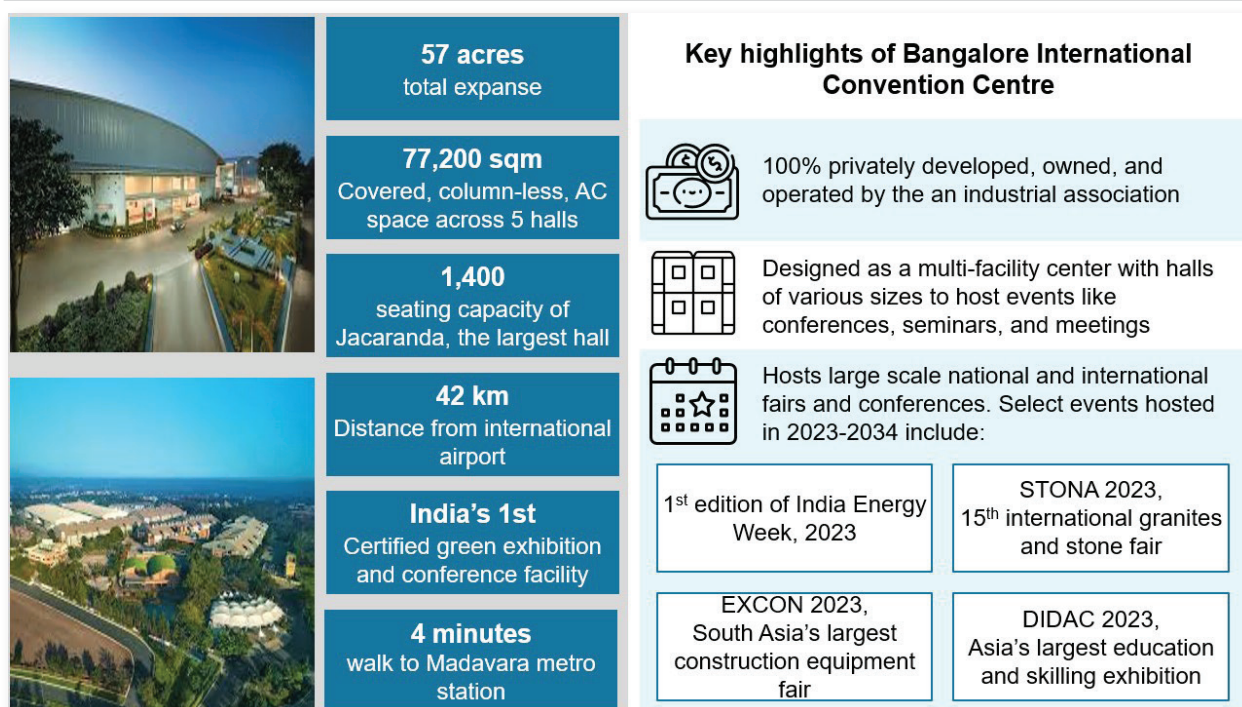 57 acres
total expanse
77,200 sqm
Covered, column-less, AC
space across 5 halls
1,400
seating capacity of
Jacaranda, the largest hall
42 km
Distance from international
airport
India's 1st
Certified green exhibition
and conference facility
4 minutes
walk to Madavara metro
station
Key highlights of Bangalore International
Convention Centre
100% privately developed, owned, and
operated by the an industrial association
Designed as a multi-facility center with halls
of various sizes to host events like
conferences, seminars, and meetings
Hosts large scale national and international
fairs and conferences. Select events hosted
in 2023-2034 include:
1st edition of India Energy
Week, 2023
STONA 2023,
15th international granites
and stone fair
EXCON 2023,
South Asia's largest
construction equipment
fair
DIDAC 2023,
Asia's largest education
and skilling exhibition